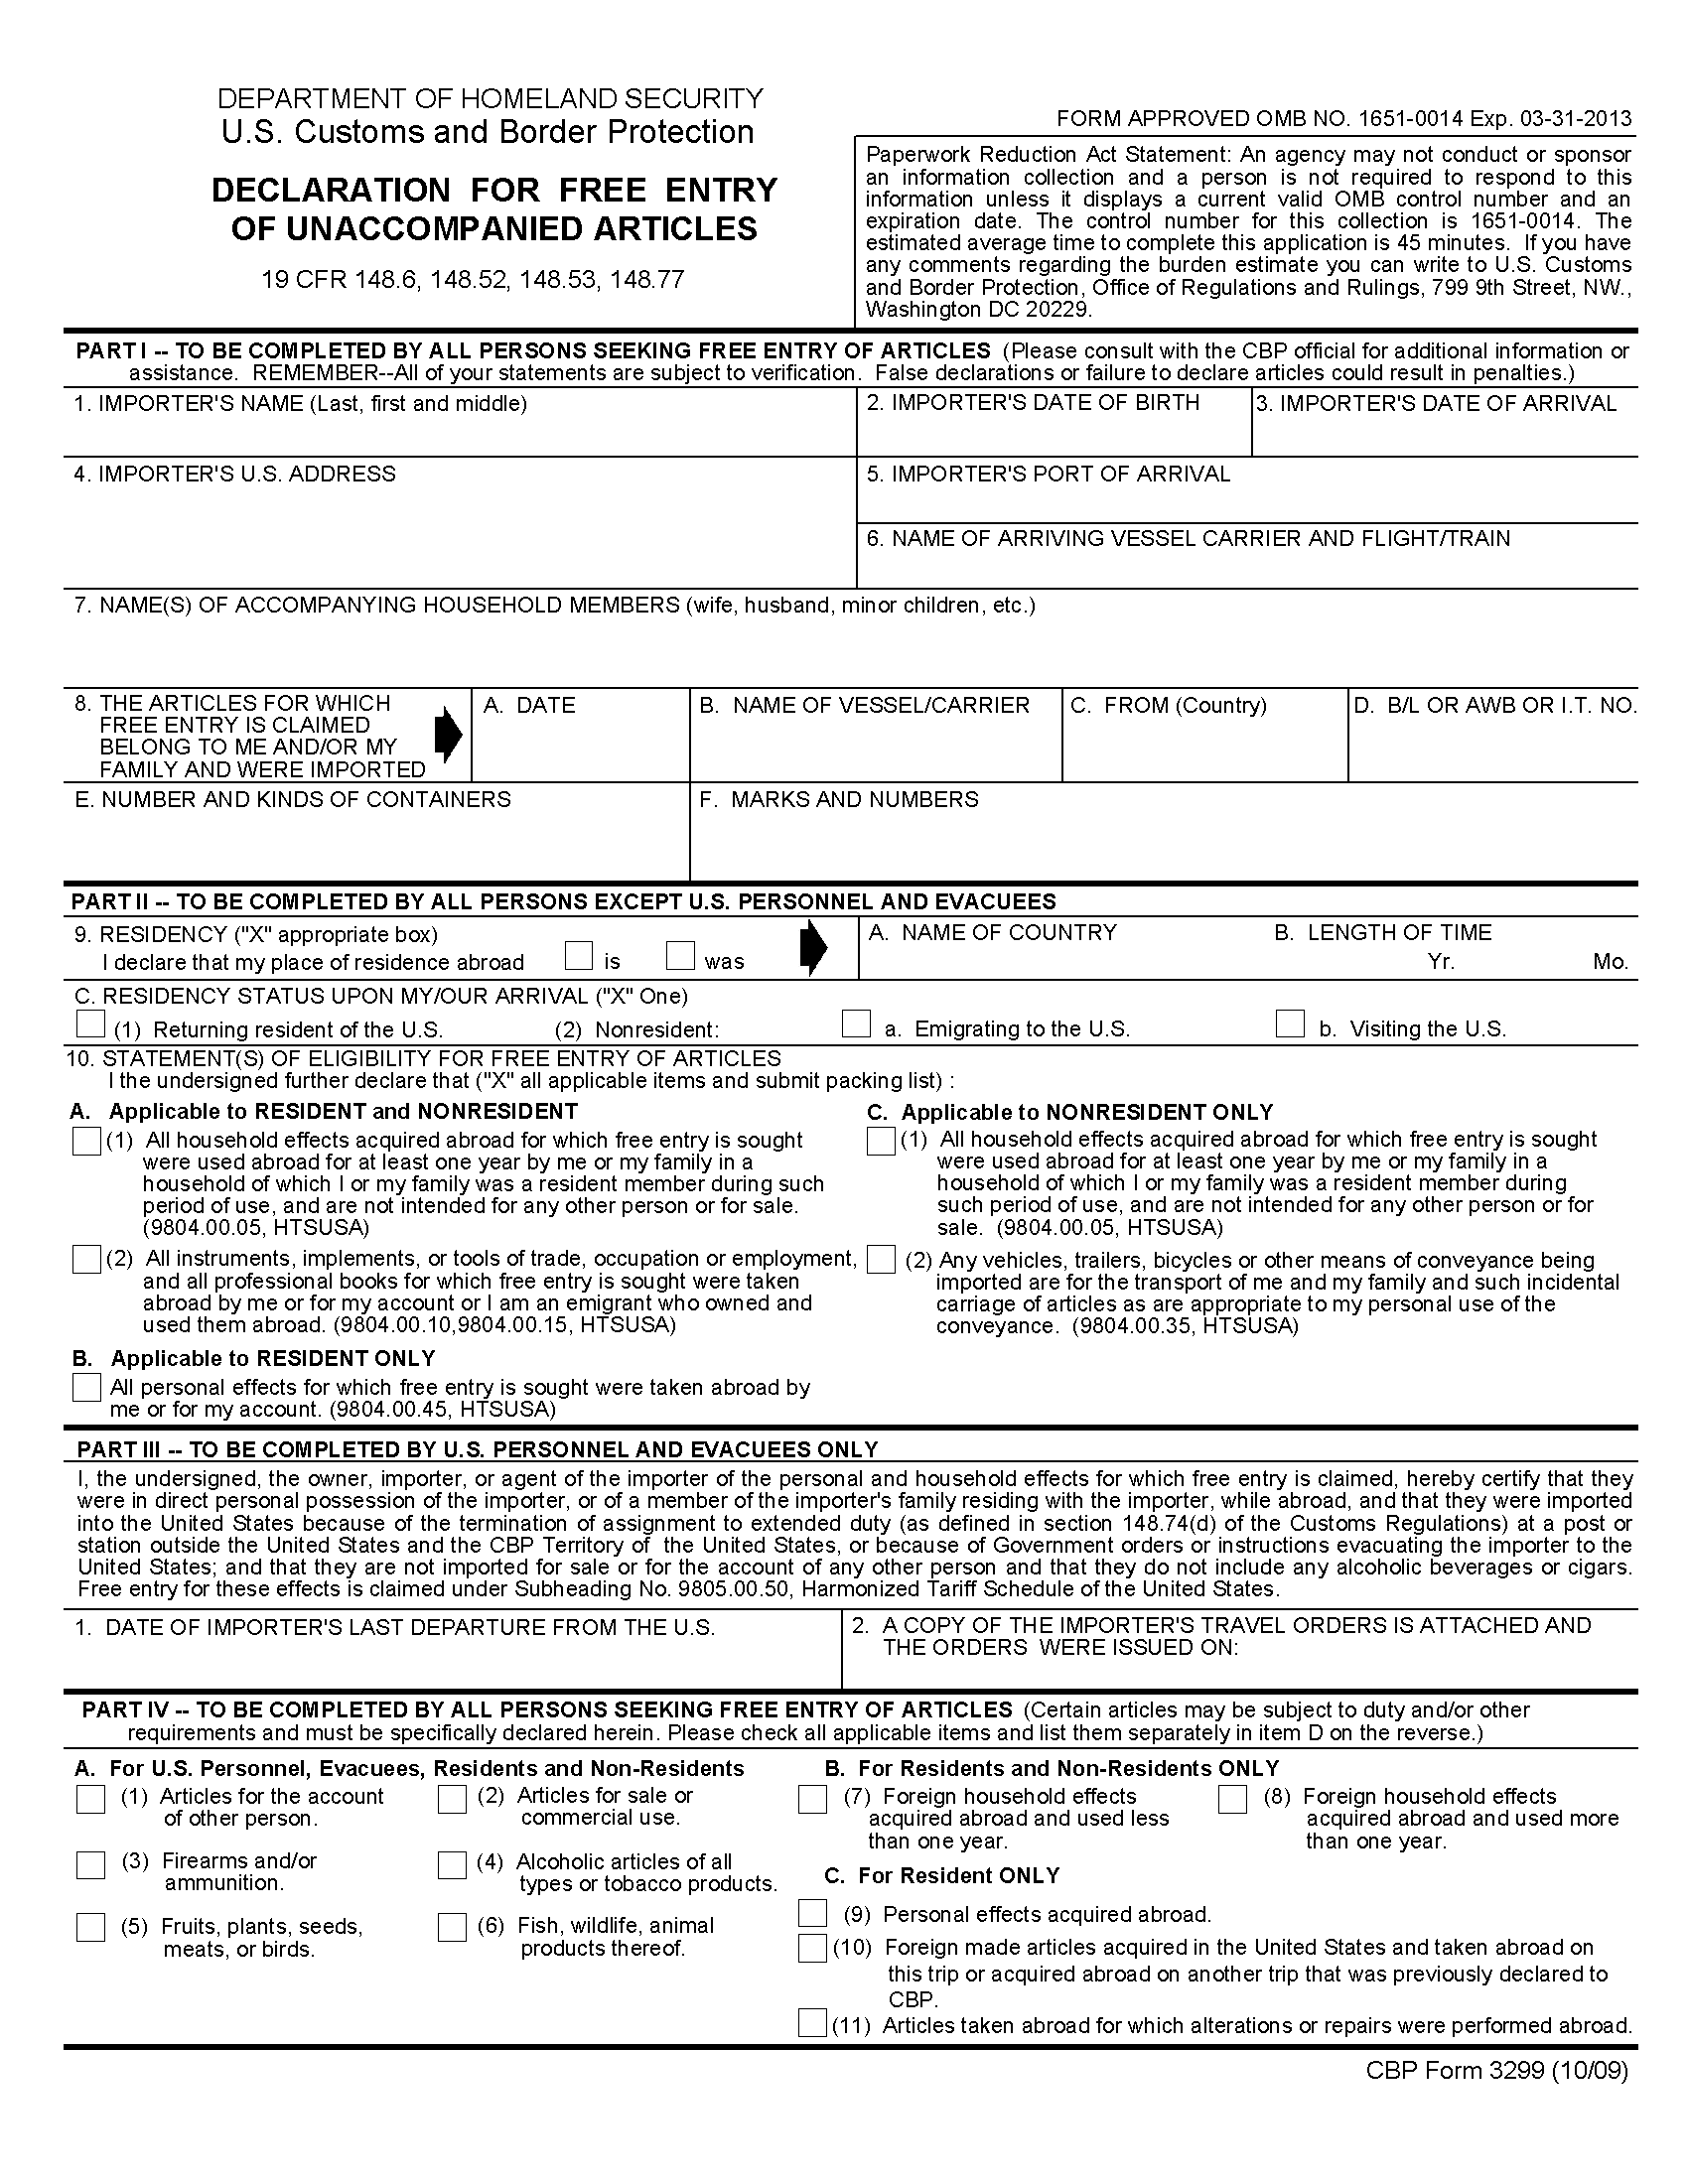 DEPARTMENT OF HOMELAND SECURITY
U.S. Customs and Border Protection
DECLARATION FOR FREE ENTRY
OF UNACCOMPANIED ARTICLES
19 CFR 148.6, 148.52, 148.53, 148.77
FORM APPROVED OMB NO. 1651-0014 Exp. 03-31-2013
Paperwork Reduction Act Statement: An agency may not conduct or sponsor
an information collection and a person is not required to respond to this
information unless it displays a current valid OMB control number and an
expiration date. The control number for this collection is 1651-0014. The
estimated average time to complete this application is 45 minutes. If you have
any comments regarding the burden estimate you can write to U.S. Customs
and Border Protection, Office of Regulations and Rulings, 799 9th Street, NW.,
Washington DC 20229.
PART I -- TO BE COMPLETED BY ALL PERSONS SEEKING FREE ENTRY OF ARTICLES (Please consult with the CBP official for additional information or
assistance. REMEMBER--All of your statements are subject to verification. False declarations or failure to declare articles could result in penalties.)
1. IMPORTER'S NAME (Last, first and middle)
2. IMPORTER'S DATE OF BIRTH
3. IMPORTER'S DATE OF ARRIVAL
4. IMPORTER'S U.S. ADDRESS
5. IMPORTER'S PORT OF ARRIVAL
6. NAME OF ARRIVING VESSEL CARRIER AND FLIGHT/TRAIN
7. NAME(S) OF ACCOMPANYING HOUSEHOLD MEMBERS (wife, husband, minor children, etc.)
8. THE ARTICLES FOR WHICH
FREE ENTRY IS CLAIMED
BELONG TO ME AND/OR MY
FAMILY AND WERE IMPORTED
A. DATE
B. NAME OF VESSEL/CARRIER
C. FROM (Country)
D. B/L OR AWB OR I.T. NO.
E. NUMBER AND KINDS OF CONTAINERS
F. MARKS AND NUMBERS
PART II -- TO BE COMPLETED BY ALL PERSONS EXCEPT U.S. PERSONNEL AND EVACUEES
9. RESIDENCY ("X" appropriate box)
I declare that my place of residence abroad is was
A. NAME OF COUNTRY
B. LENGTH OF TIME
Yr. Mo.
C. RESIDENCY STATUS UPON MY/OUR ARRIVAL ("X" One)
(1) Returning resident of the U.S. (2) Nonresident: a. Emigrating to the U.S. b. Visiting the U.S.
10. STATEMENT(S) OF ELIGIBILITY FOR FREE ENTRY OF ARTICLES
I the undersigned further declare that ("X" all applicable items and submit packing list) :
A. Applicable to RESIDENT and NONRESIDENT
(1) All household effects acquired abroad for which free entry is sought
were used abroad for at least one year by me or my family in a
household of which I or my family was a resident member during such
period of use, and are not intended for any other person or for sale.
(9804.00.05, HTSUSA)
(2) All instruments, implements, or tools of trade, occupation or employment,
and all professional books for which free entry is sought were taken
abroad by me or for my account or I am an emigrant who owned and
used them abroad. (9804.00.10,9804.00.15, HTSUSA)
B. Applicable to RESIDENT ONLY
All personal effects for which free entry is sought were taken abroad by
me or for my account. (9804.00.45, HTSUSA)
C. Applicable to NONRESIDENT ONLY
(1) All household effects acquired abroad for which free entry is sought
were used abroad for at least one year by me or my family in a
household of which I or my family was a resident member during
such period of use, and are not intended for any other person or for
sale. (9804.00.05, HTSUSA)
(2) Any vehicles, trailers, bicycles or other means of conveyance being
imported are for the transport of me and my family and such incidental
carriage of articles as are appropriate to my personal use of the
conveyance. (9804.00.35, HTSUSA)
PART III -- TO BE COMPLETED BY U.S. PERSONNEL AND EVACUEES ONLY
I, the undersigned, the owner, importer, or agent of the importer of the personal and household effects for which free entry is claimed, hereby certify that they
were in direct personal possession of the importer, or of a member of the importer's family residing with the importer, while abroad, and that they were imported
into the United States because of the termination of assignment to extended duty (as defined in section 148.74(d) of the Customs Regulations) at a post or
station outside the United States and the CBP Territory of the United States, or because of Government orders or instructions evacuating the importer to the
United States; and that they are not imported for sale or for the account of any other person and that they do not include any alcoholic beverages or cigars.
Free entry for these effects is claimed under Subheading No. 9805.00.50, Harmonized Tariff Schedule of the United States.
1. DATE OF IMPORTER'S LAST DEPARTURE FROM THE U.S.
2. A COPY OF THE IMPORTER'S TRAVEL ORDERS IS ATTACHED AND
THE ORDERS WERE ISSUED ON:
PART IV -- TO BE COMPLETED BY ALL PERSONS SEEKING FREE ENTRY OF ARTICLES (Certain articles may be subject to duty and/or other
requirements and must be specifically declared herein. Please check all applicable items and list them separately in item D on the reverse.)
A. For U.S. Personnel, Evacuees, Residents and Non-Residents
(1) Articles for the account
of other person.
(2) Articles for sale or
commercial use.
(3) Firearms and/or
ammunition.
(4) Alcoholic articles of all
types or tobacco products.
(5) Fruits, plants, seeds,
meats, or birds.
(6) Fish, wildlife, animal
products thereof.
B. For Residents and Non-Residents ONLY
(7) Foreign household effects
acquired abroad and used less
than one year.
(8) Foreign household effects
acquired abroad and used more
than one year.
C. For Resident ONLY
(9) Personal effects acquired abroad.
(10) Foreign made articles acquired in the United States and taken abroad on
this trip or acquired abroad on another trip that was previously declared to
CBP.
(11) Articles taken abroad for which alterations or repairs were performed abroad.
CBP Form 3299 (10/09)